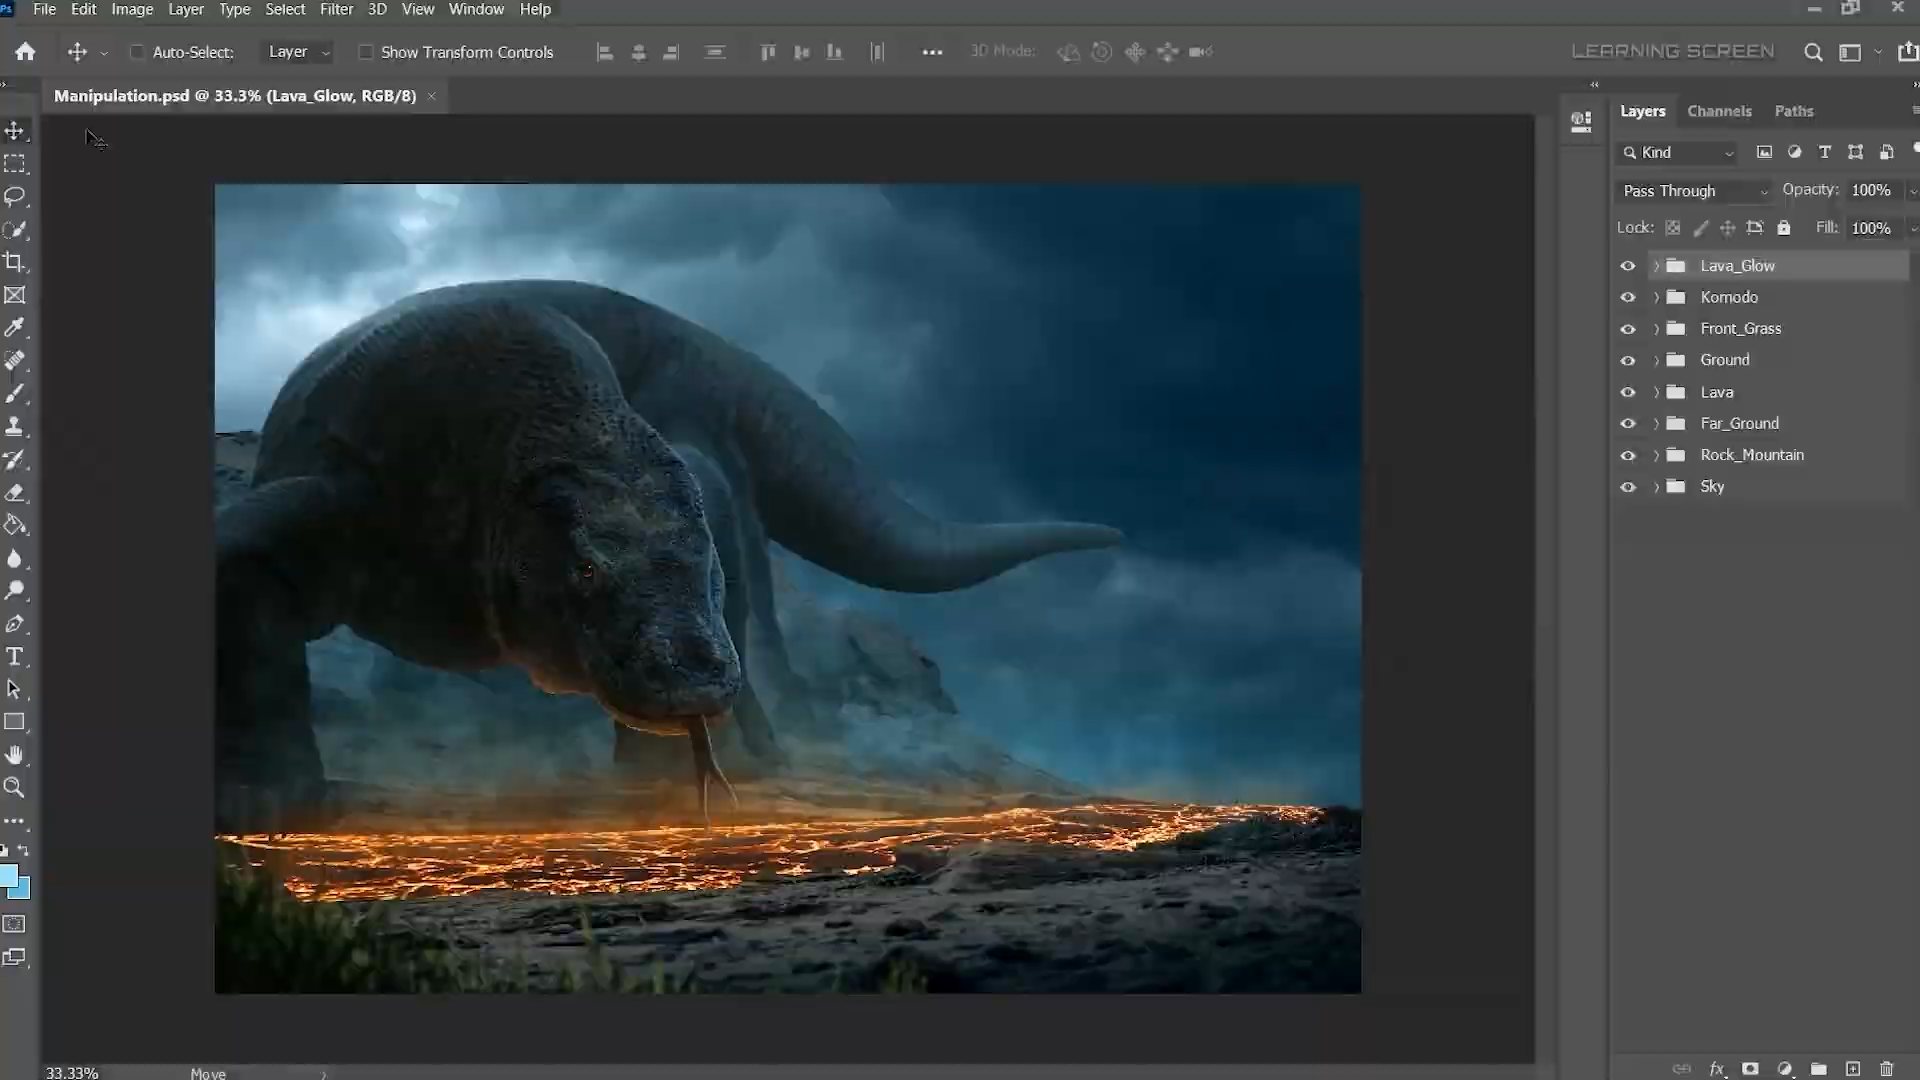 Ps File Edit Image Layer Type Select Filter 3D View Window Help
Auto-Select: Layer Show Transform Controls 3D Mode: LEARNING SCREEN
Manipulation.psd @ 33.3% (Lava_Glow, RGB/8)
Layers Channels Paths
Kind
Pass Through Opacity: 100%
Lock: Fill: 100%
Lava_Glow
Komodo
Front_Grass
Ground
Lava
Far_Ground
Rock_Mountain
Sky
33.33% Move
fx